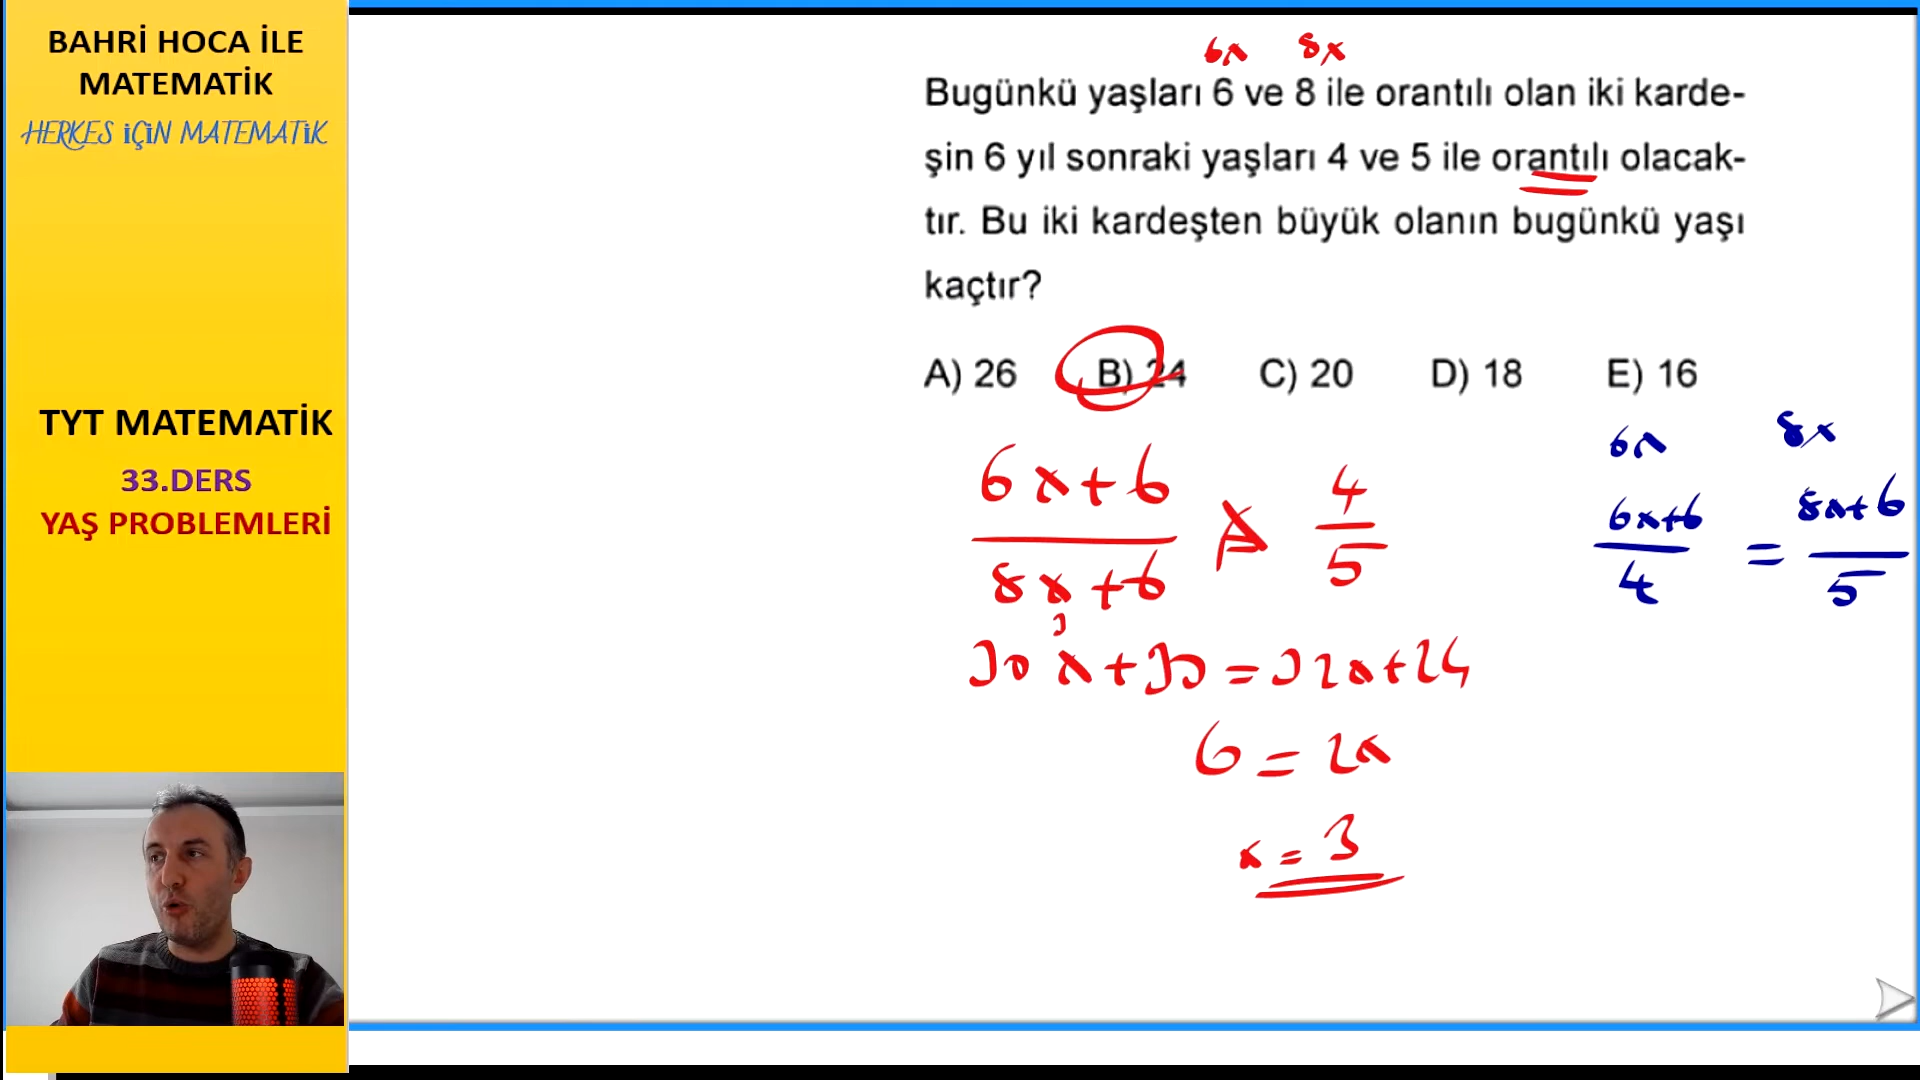 BAHRİ HOCA İLE
MATEMATİK
HERKES İÇİN MATEMATİK
TYT MATEMATİK
33.DERS
YAŞ PROBLEMLERİ
6x 8x
Bugünkü yaşları 6 ve 8 ile orantılı olan iki karde-
şin 6 yıl sonraki yaşları 4 ve 5 ile orantılı olacak-
tır. Bu iki kardeşten büyük olanın bugünkü yaşı
kaçtır?
A) 26 B) 24 C) 20 D) 18 E) 16
6x+6 4
8x+6 5
3
30x+30=32x+24
6=2x
x=3
6x 8x
6x+6 = 8x+6
4 5